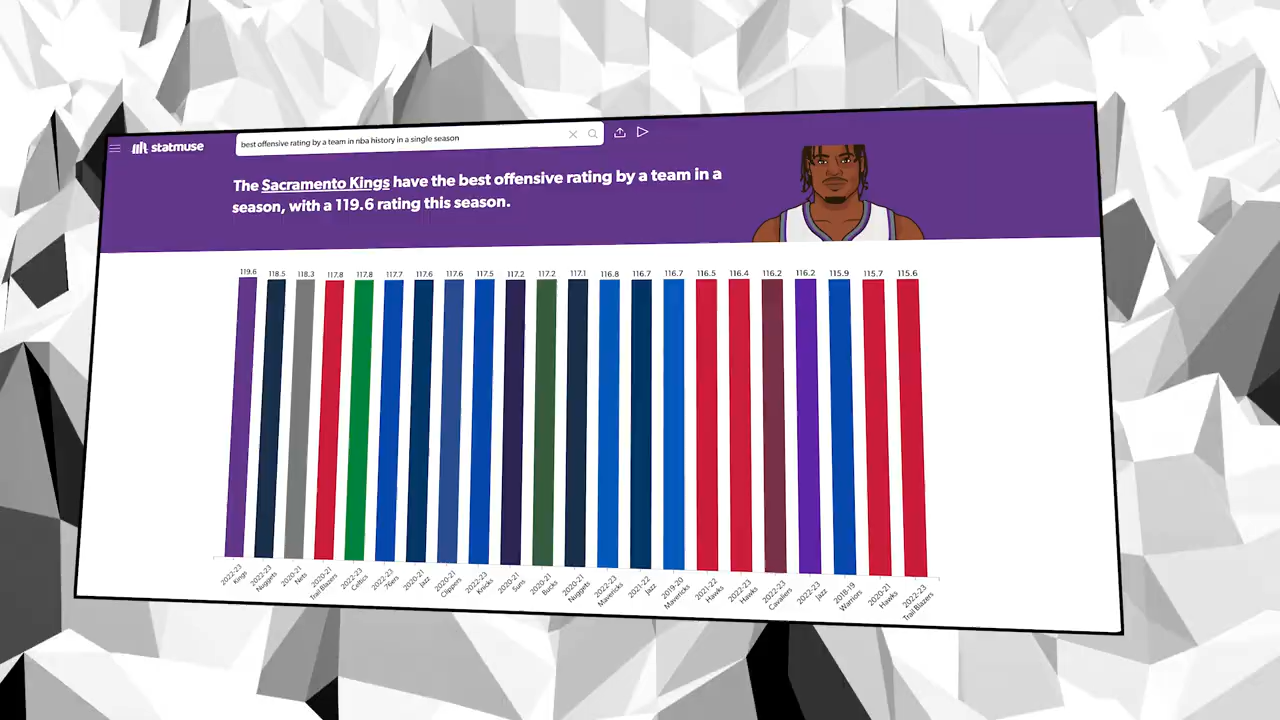 statmuse
best offensive rating by a team in nba history in a single season
The Sacramento Kings have the best offensive rating by a team in a
season, with a 119.6 rating this season.
119.6 118.5 118.3 117.8 117.8 117.7 117.6 117.6 117.5 117.2 117.2 117.1 116.8 116.7 116.7 116.5 116.4 116.2 116.2 115.9 115.7 115.6
2022-23
Kings
2022-23
Nuggets
2020-21
Nets
2020-21
Trail Blazers
2022-23
Celtics
2022-23
76ers
2020-21
Jazz
2020-21
Clippers
2022-23
Knicks
2020-21
Suns
2020-21
Bucks
2020-21
Nuggets
2022-23
Mavericks
2021-22
Jazz
2019-20
Mavericks
2021-22
Hawks
2022-23
Hawks
2022-23
Cavaliers
2022-23
Jazz
2018-19
Warriors
2020-21
Hawks
2022-23
Trail Blazers